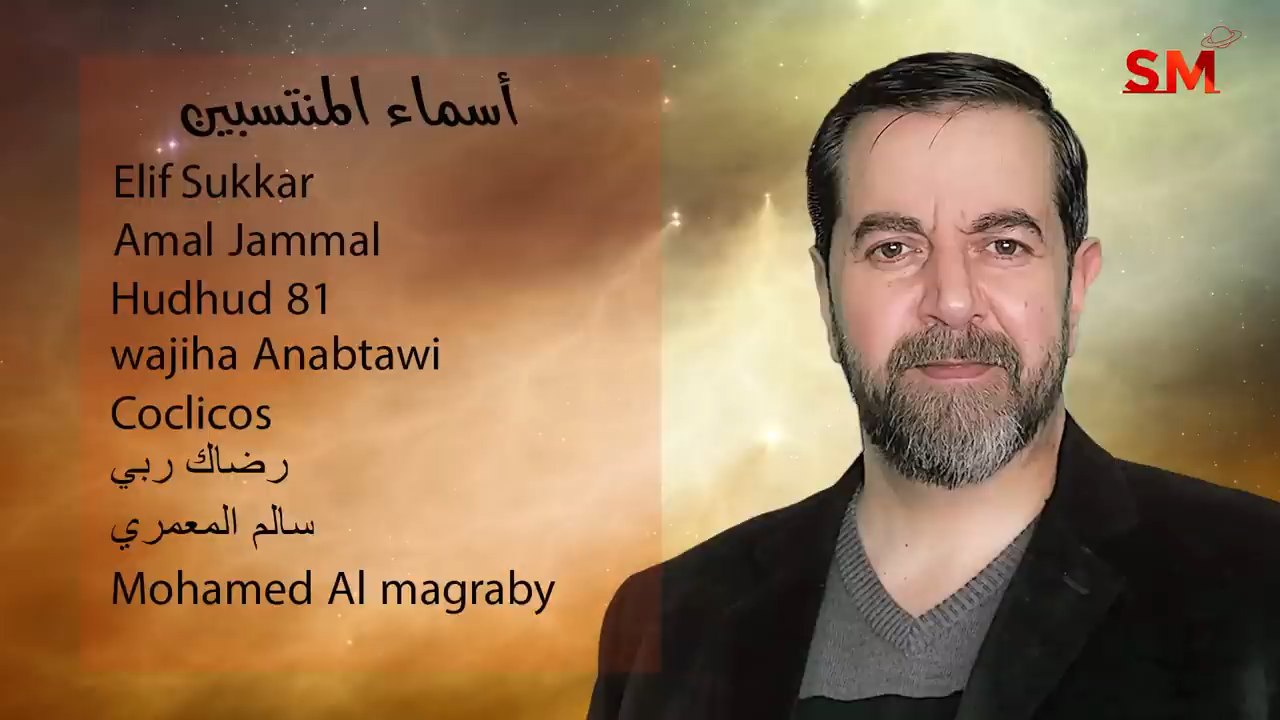 SM
أسماء المنتسبين
Elif Sukkar
Amal Jammal
Hudhud 81
wajiha Anabtawi
Coclicos
رضاك ربي
سالم المعمري
Mohamed Al magraby